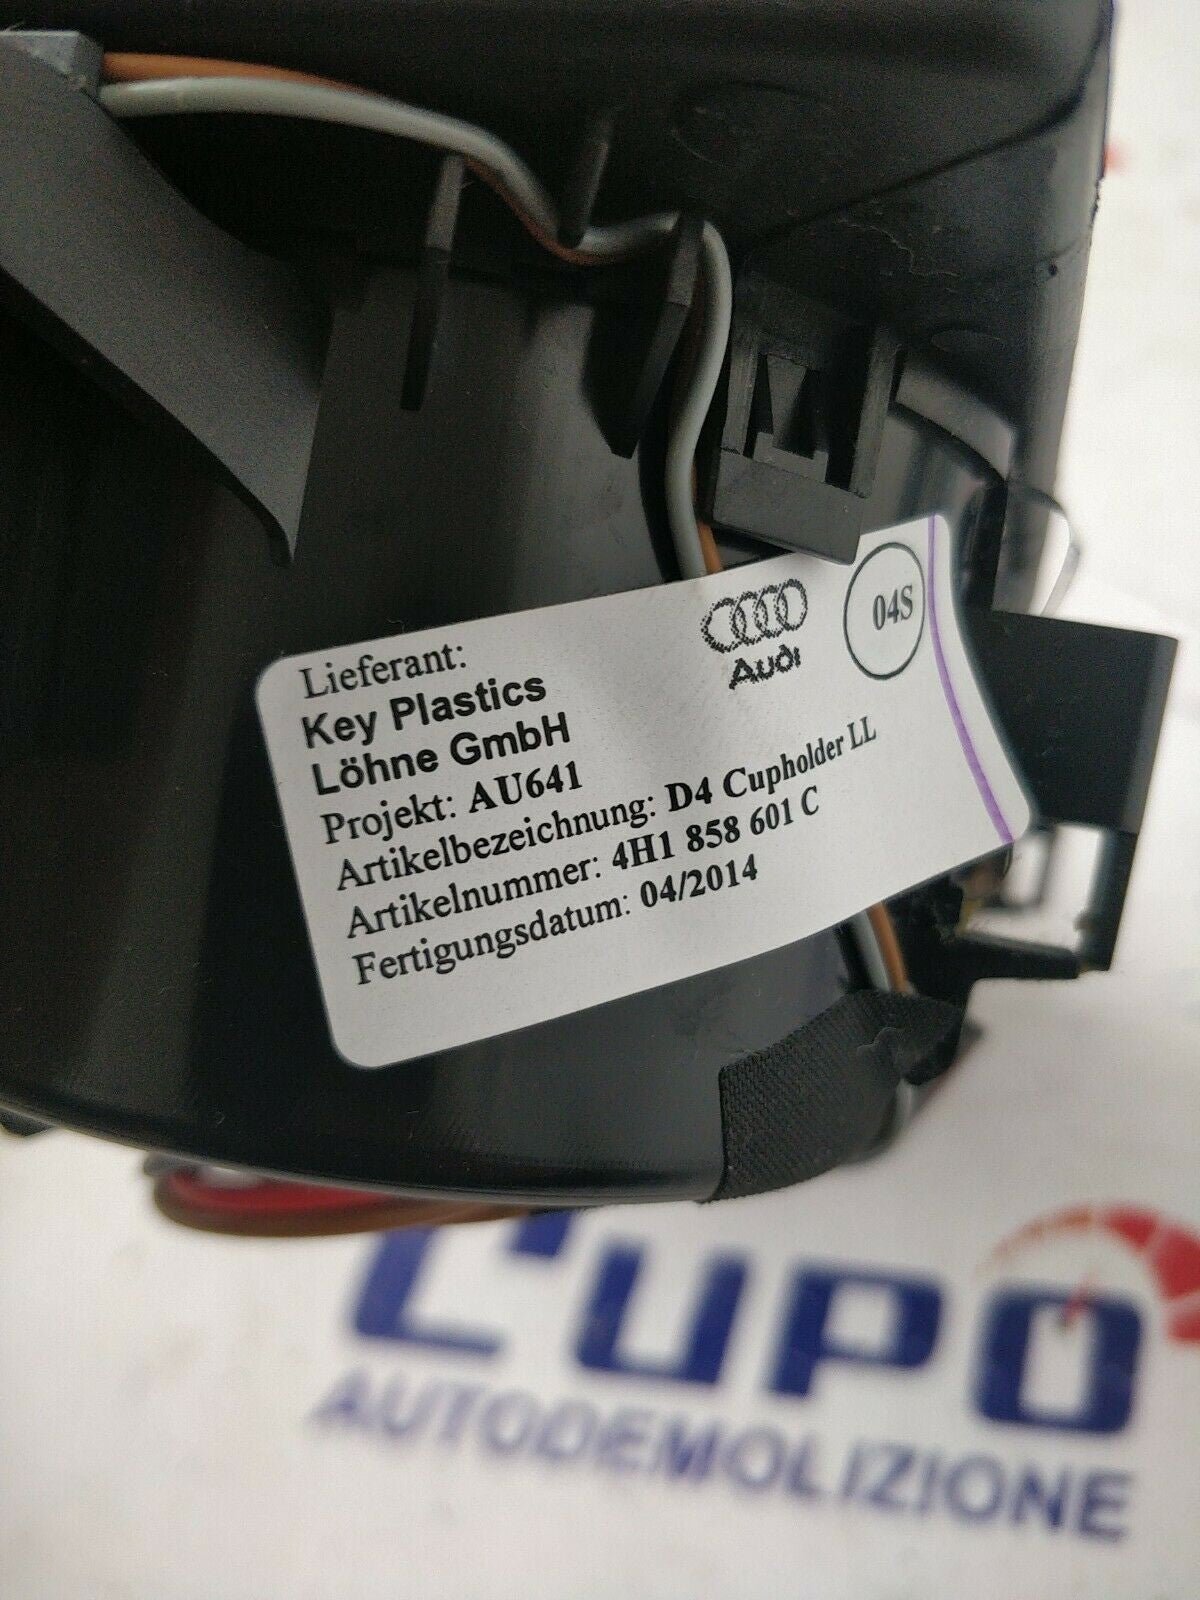 Lieferant:
Key Plastics
Löhne GmbH
Projekt: AU641
Artikelbezeichnung: D4 Cupholder LL
Artikelnummer: 4H1 858 601 C
Fertigungsdatum: 04/2014
Audi
04S
CUPO
AUTODEMOLIZIONE